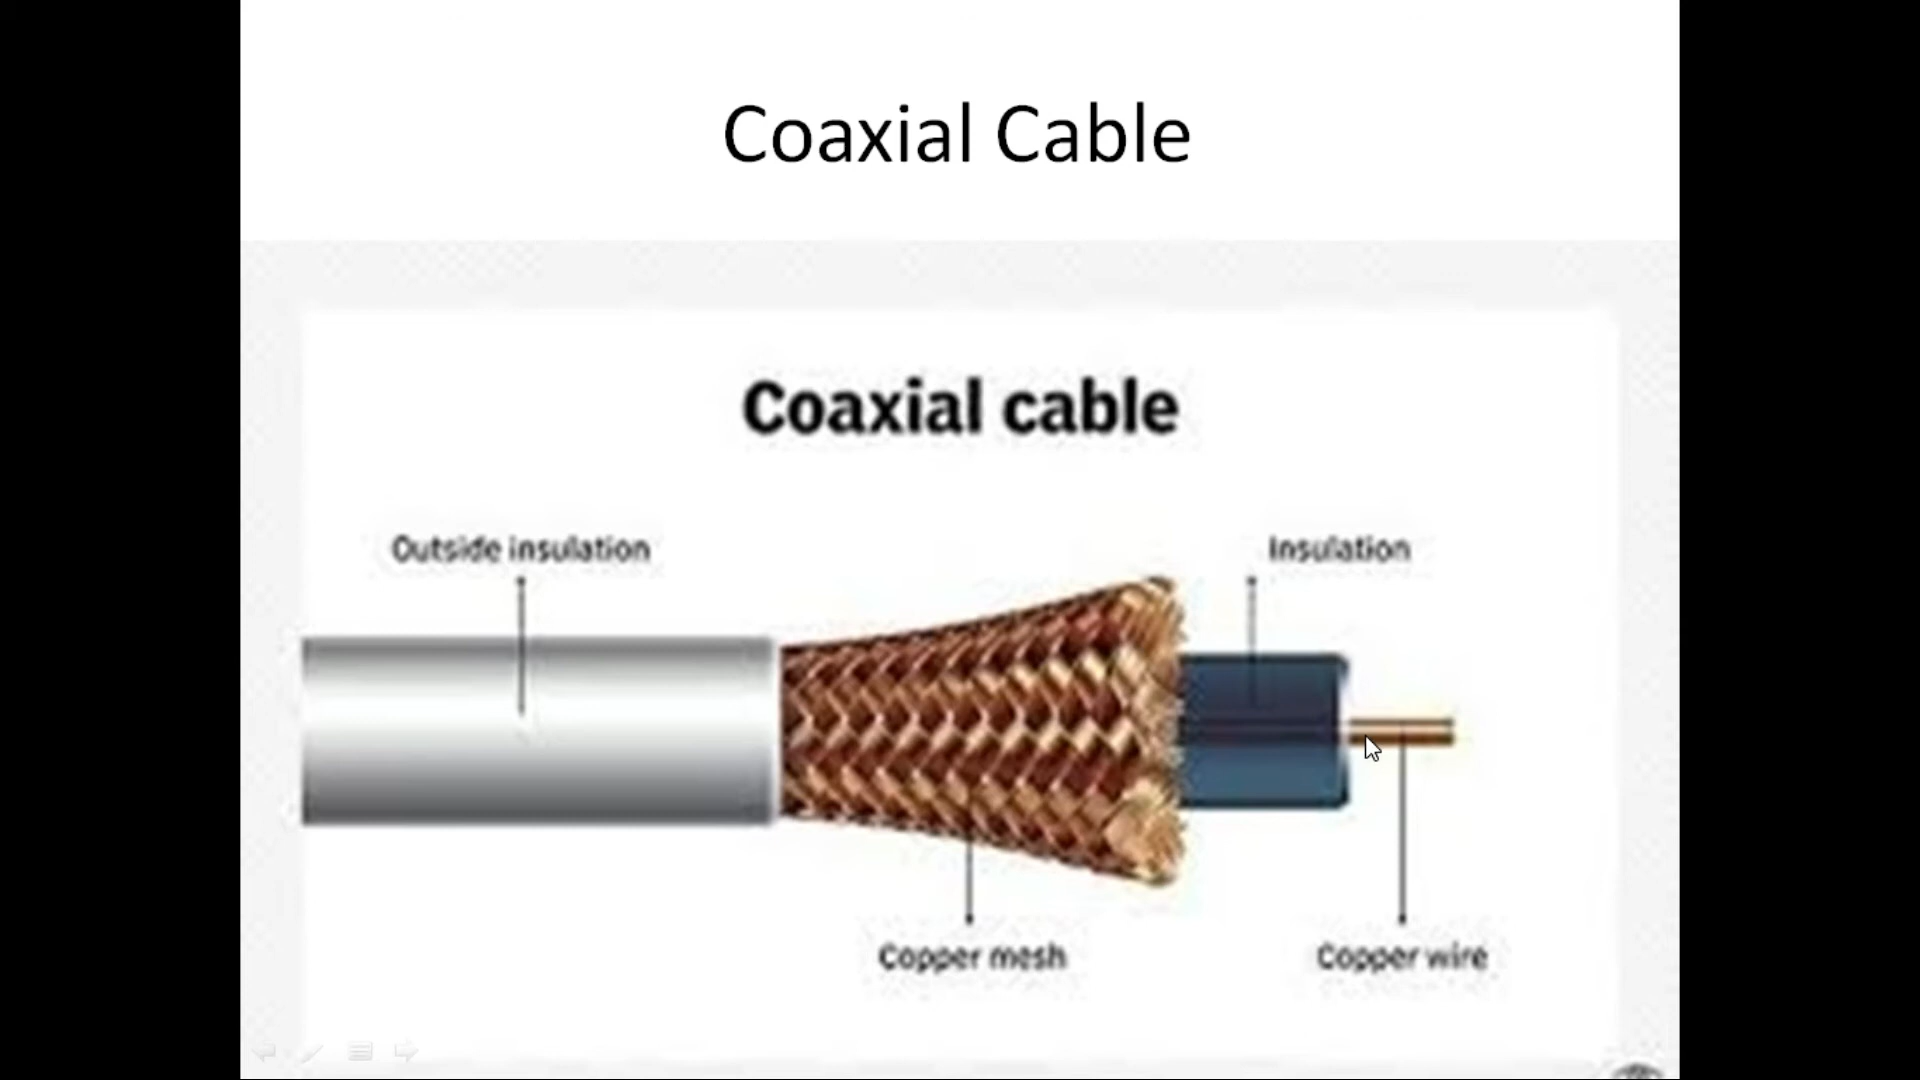 Coaxial Cable
Coaxial cable
Outside insulation
Insulation
Copper mesh
Copper wire